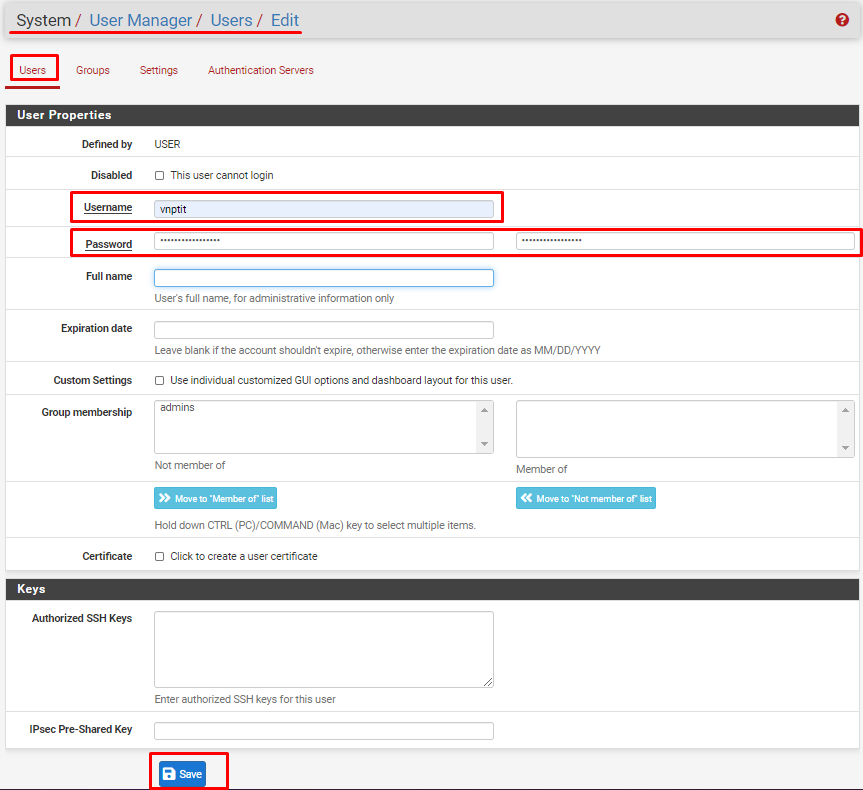 System / User Manager / Users / Edit
Users Groups Settings Authentication Servers
User Properties
Defined by USER
Disabled This user cannot login
Username vnptit
Password ················· ·················
Full name
User's full name, for administrative information only
Expiration date
Leave blank if the account shouldn't expire, otherwise enter the expiration date as MM/DD/YYYY
Custom Settings Use individual customized GUI options and dashboard layout for this user.
Group membership admins
Not member of Member of
Move to "Member of" list Move to "Not member of" list
Hold down CTRL (PC)/COMMAND (Mac) key to select multiple items.
Certificate Click to create a user certificate
Keys
Authorized SSH Keys
Enter authorized SSH keys for this user
IPsec Pre-Shared Key
Save